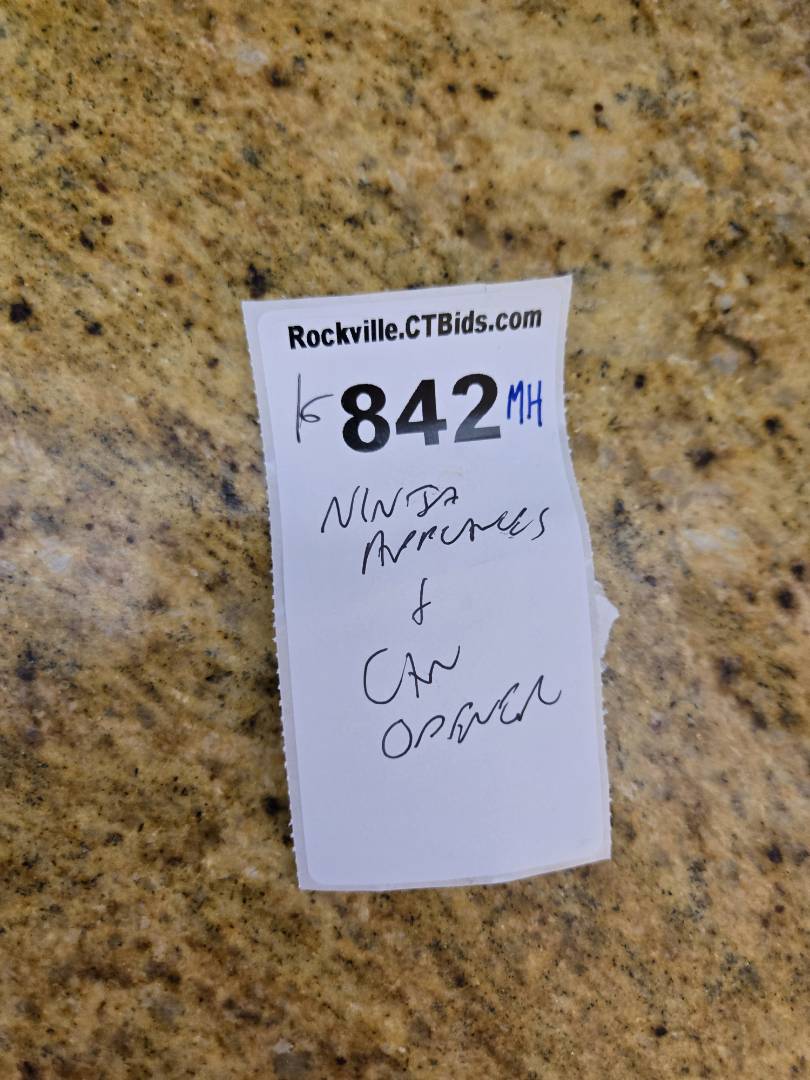 Rockville.CTBids.com
842 MH
NINJA
APPLIANCES
&
CAN
OPENER